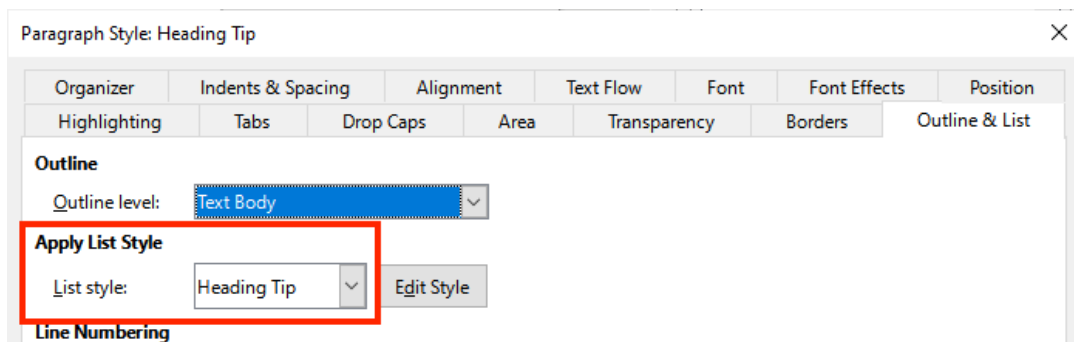 Paragraph Style: Heading Tip
Organizer Indents & Spacing Alignment Text Flow Font Font Effects Position
Highlighting Tabs Drop Caps Area Transparency Borders Outline & List
Outline
Outline level: Text Body
Apply List Style
List style: Heading Tip Edit Style
Line Numbering